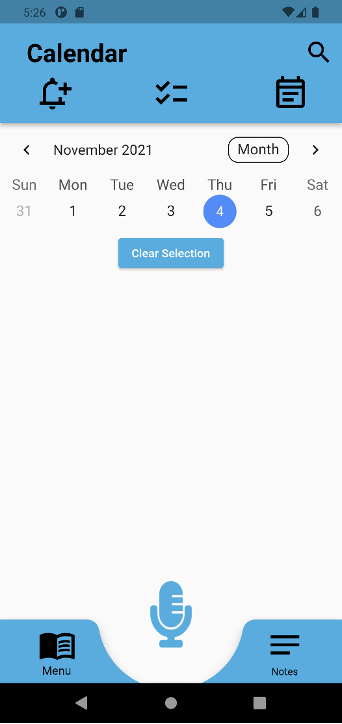 5:26
Calendar
November 2021 Month
Sun Mon Tue Wed Thu Fri Sat
31 1 2 3 4 5 6
Clear Selection
Menu Notes